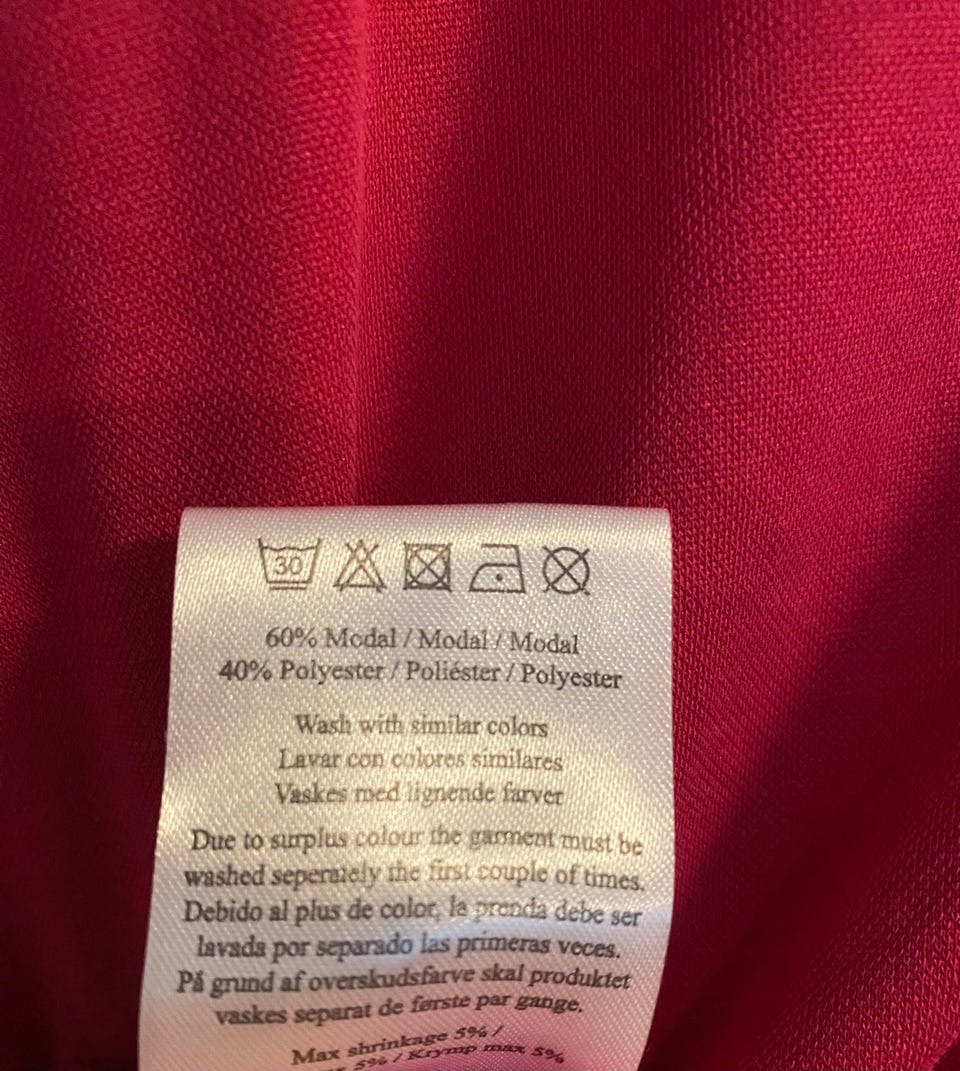 30
60% Modal / Modal / Modal
40% Polyester / Poliéster / Polyester
Wash with similar colors
Lavar con colores similares
Vaskes med lignende farver
Due to surplus colour the garment must be
washed seperately the first couple of times.
Debido al plus de color, la prenda debe ser
lavada por separado las primeras veces.
På grund af overskudsfarve skal produktet
vaskes separat de første par gange.
Max shrinkage 5% /
5% / Krymp max 5%